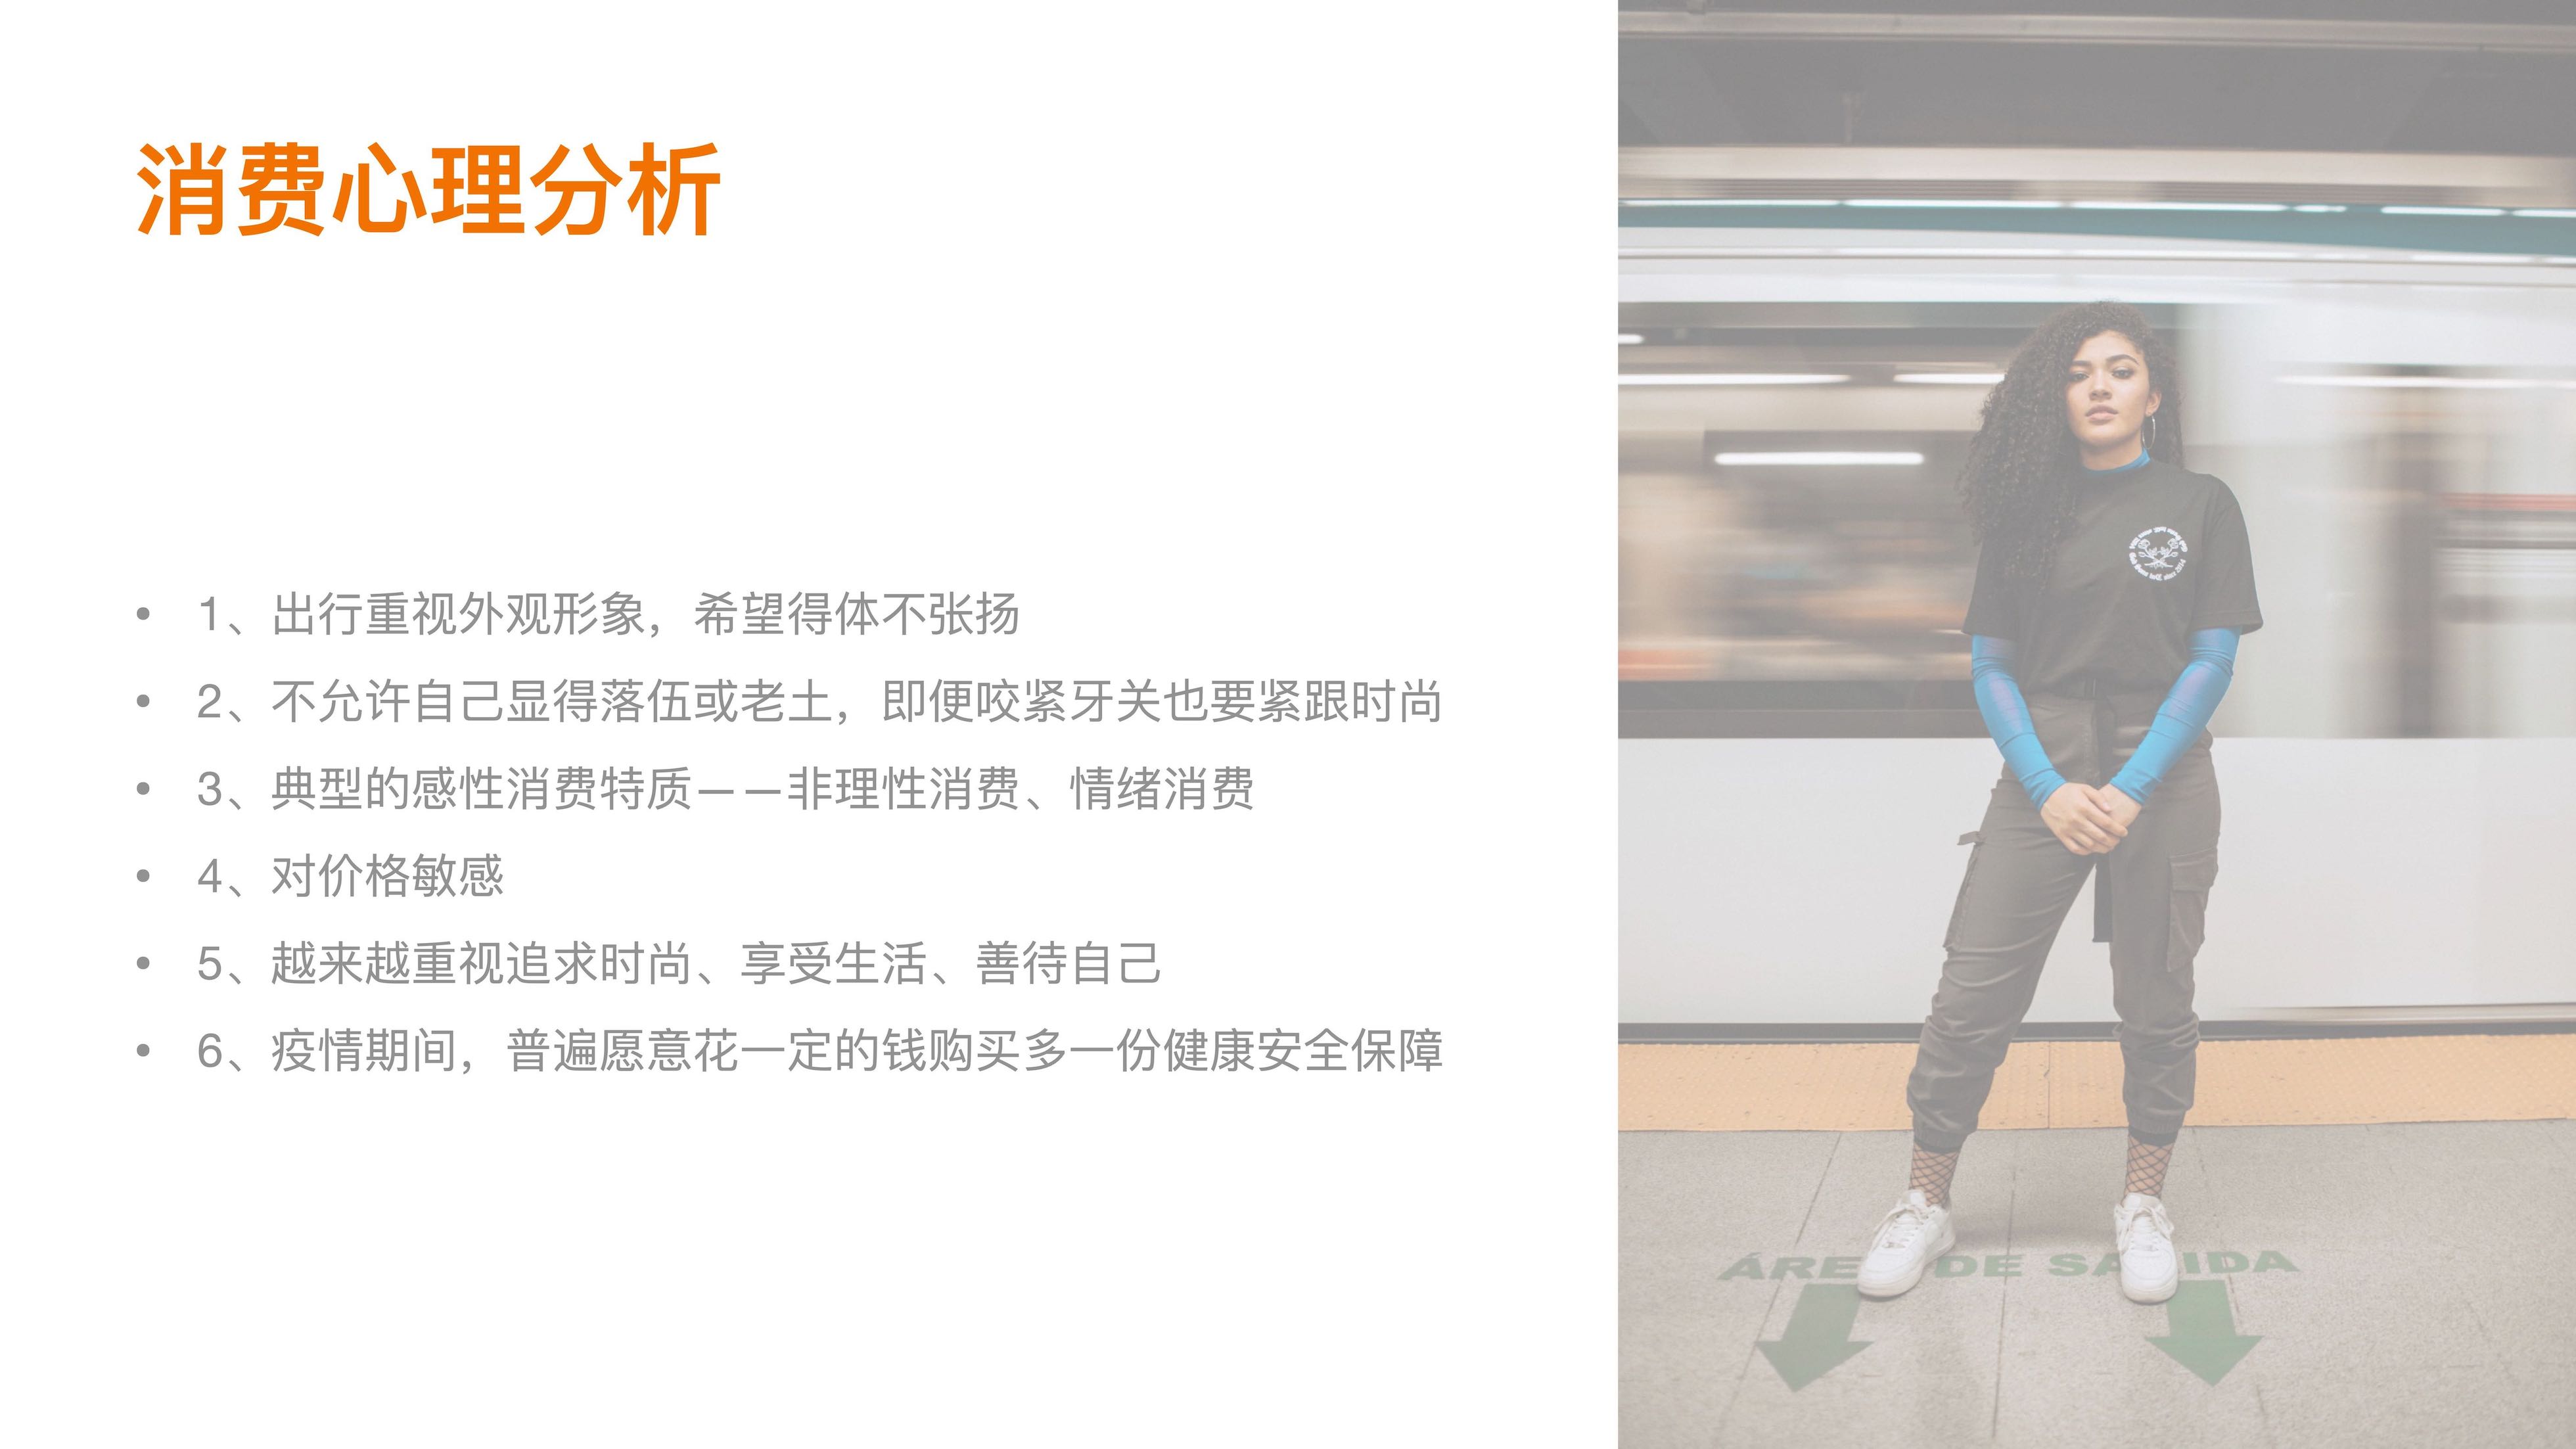 消费心理分析
• 1、出行重视外观形象，希望得体不张扬
• 2、不允许自己显得落伍或老土，即便咬紧牙关也要紧跟时尚
• 3、典型的感性消费特质——非理性消费、情绪消费
• 4、对价格敏感
• 5、越来越重视追求时尚、享受生活、善待自己
• 6、疫情期间，普遍愿意花一定的钱购买多一份健康安全保障
DE